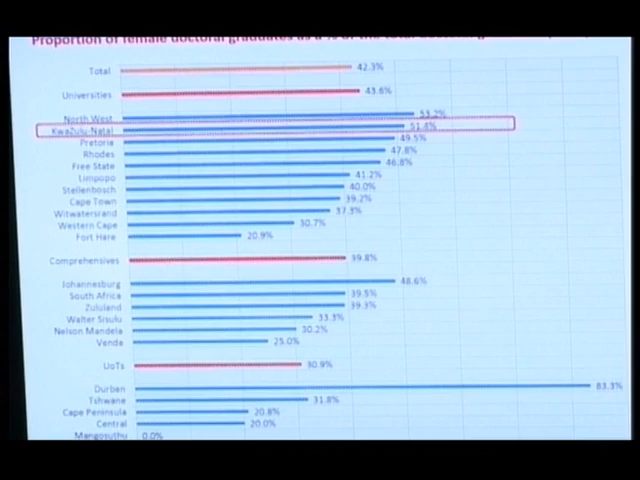 Proportion of female doctoral graduates as a % of the total
Total 42.3%
Universities 43.6%
North West 53.2%
KwaZulu-Natal 51.4%
Pretoria 49.5%
Rhodes 47.8%
Free State 46.8%
Limpopo 41.2%
Stellenbosch 40.0%
Cape Town 39.2%
Witwatersrand 37.3%
Western Cape 30.7%
Fort Hare 20.9%
Comprehensives 39.8%
Johannesburg 48.6%
South Africa 39.5%
Zululand 39.3%
Walter Sisulu 33.3%
Nelson Mandela 30.2%
Venda 25.0%
UoTs 30.9%
Durban 83.3%
Tshwane 31.8%
Cape Peninsula 20.8%
Central 20.0%
Mangosuthu 0.0%